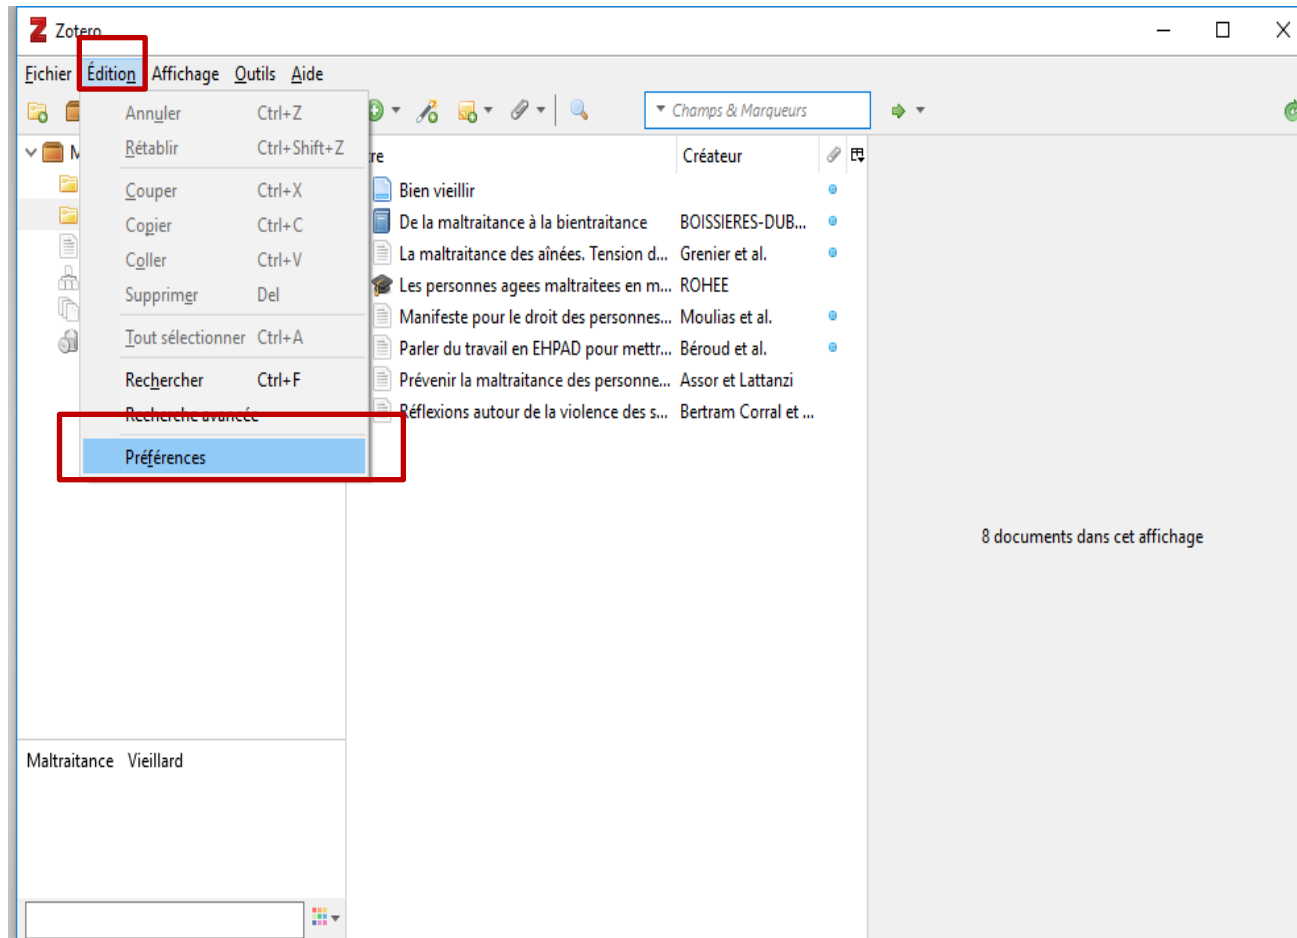 Zotero
Fichier Édition Affichage Outils Aide
Annuler Ctrl+Z
Rétablir Ctrl+Shift+Z
Couper Ctrl+X
Copier Ctrl+C
Coller Ctrl+V
Supprimer Del
Tout sélectionner Ctrl+A
Rechercher Ctrl+F
Recherche avancée
Préférences
Champs & Marqueurs
M
re Créateur
Bien vieillir
De la maltraitance à la bientraitance BOISSIERES-DUB...
La maltraitance des aînées. Tension d... Grenier et al.
Les personnes agees maltraitees en m... ROHEE
Manifeste pour le droit des personnes... Moulias et al.
Parler du travail en EHPAD pour mettr... Béroud et al.
Prévenir la maltraitance des personne... Assor et Lattanzi
Réflexions autour de la violence des s... Bertram Corral et ...
8 documents dans cet affichage
Maltraitance Vieillard